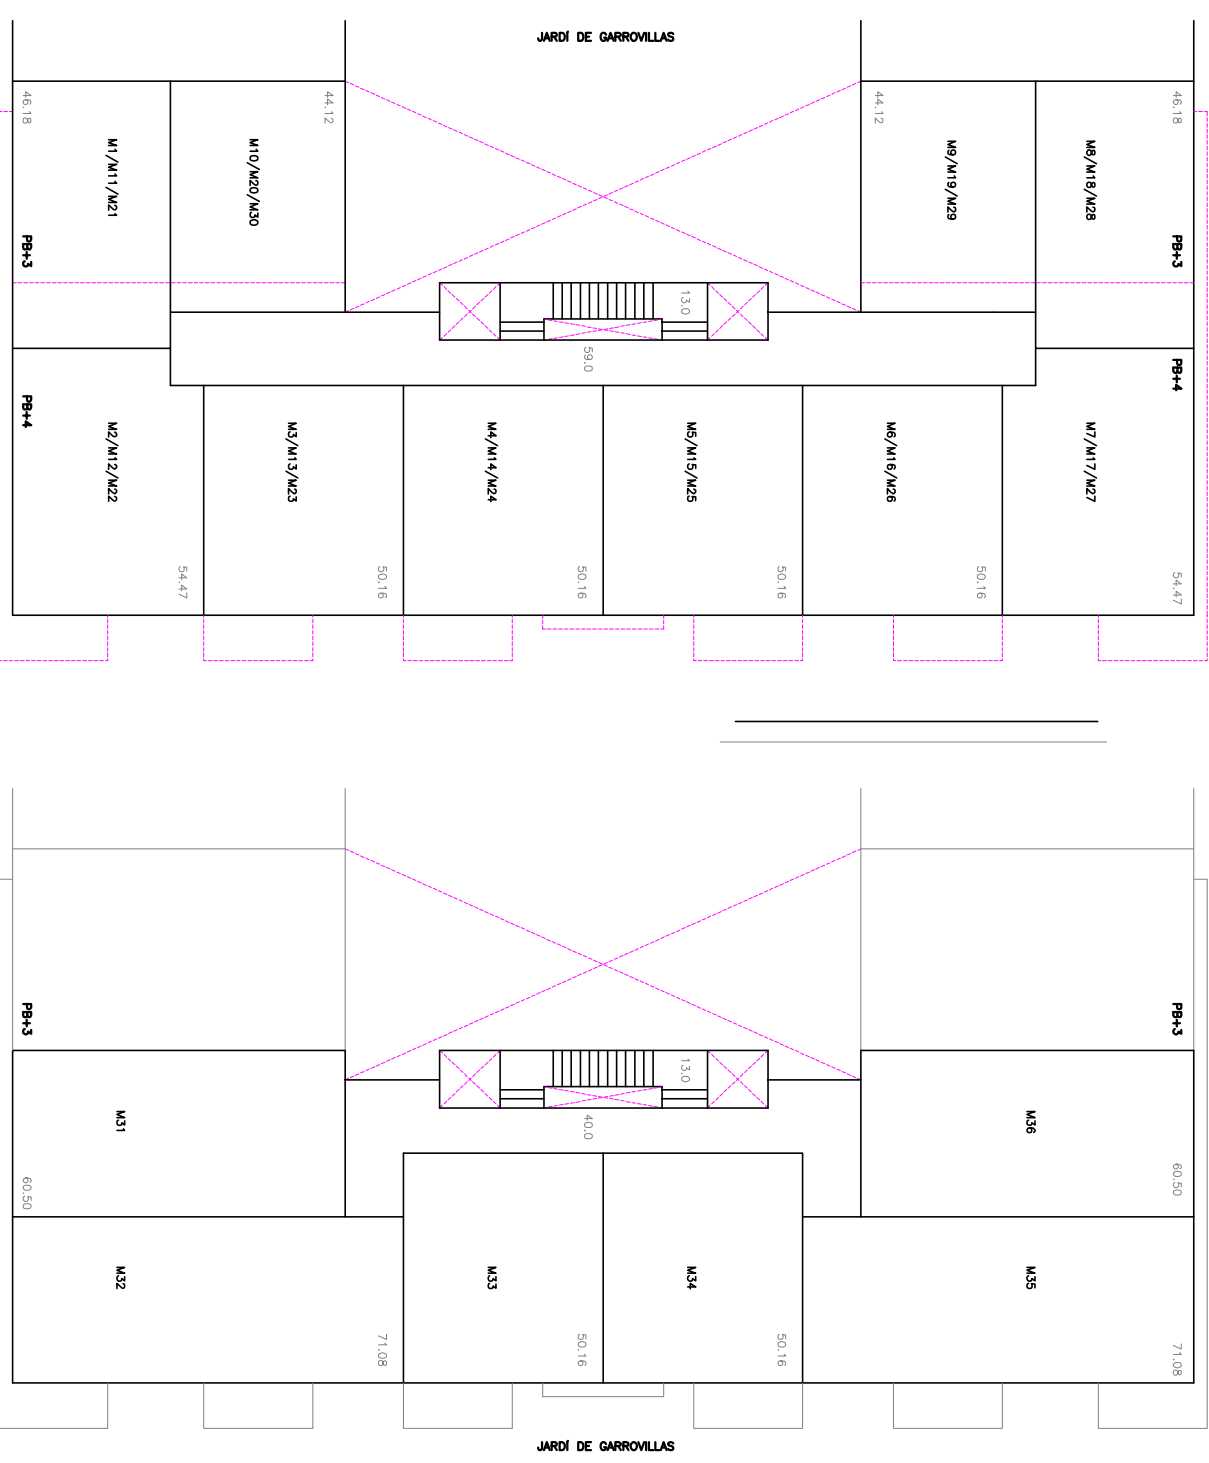 JARDÍ DE GARROVILLAS
46.18
44.12
44.12
46.18
M1/M11/M21
M10/M20/M30
M9/M19/M29
M8/M18/M28
PB+3
PB+3
13.0
59.0
PB+4
PB+4
M2/M12/M22
M3/M13/M23
M4/M14/M24
M5/M15/M25
M6/M16/M26
M7/M17/M27
54.47
50.16
50.16
50.16
50.16
54.47
PB+3
PB+3
13.0
40.0
M31
M36
60.50
60.50
M32
M33
M34
M35
71.08
50.16
50.16
71.08
JARDÍ DE GARROVILLAS